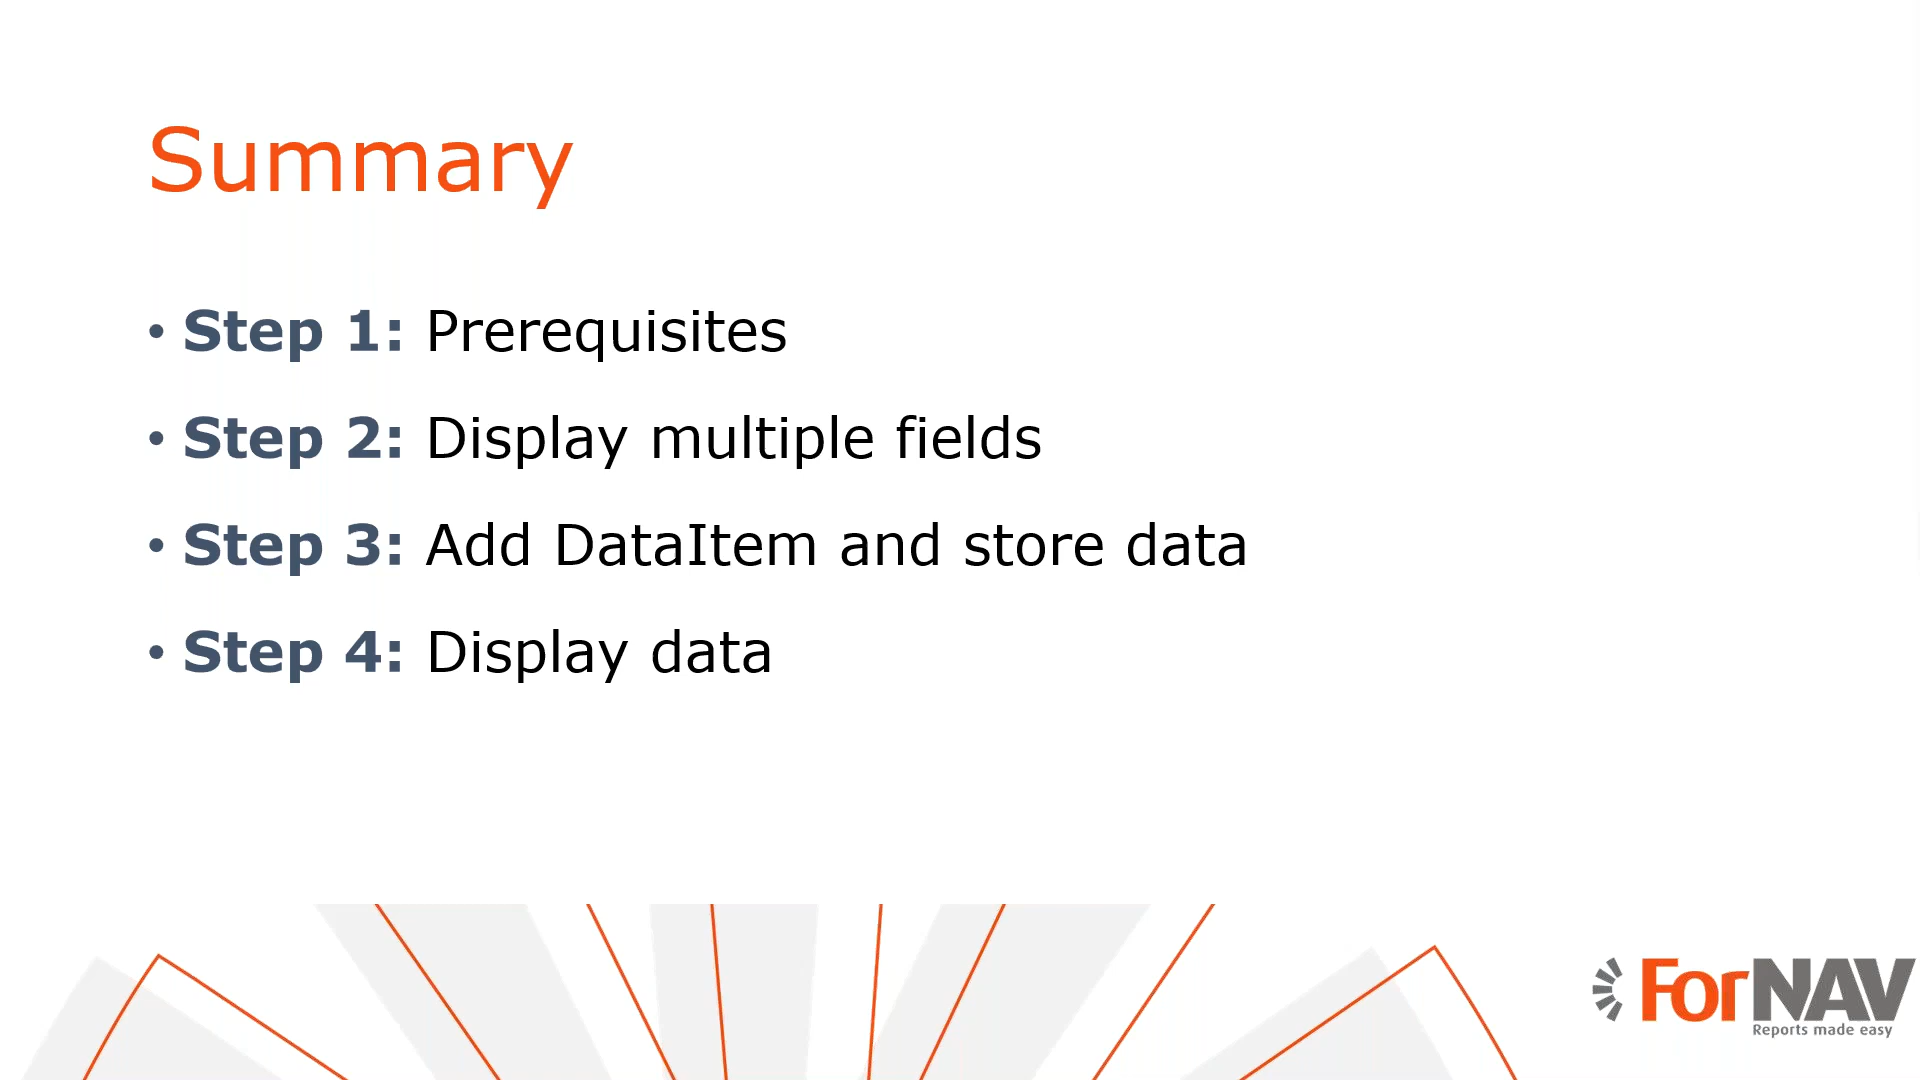 Summary
• Step 1: Prerequisites
• Step 2: Display multiple fields
• Step 3: Add DataItem and store data
• Step 4: Display data
ForNAV
Reports made easy